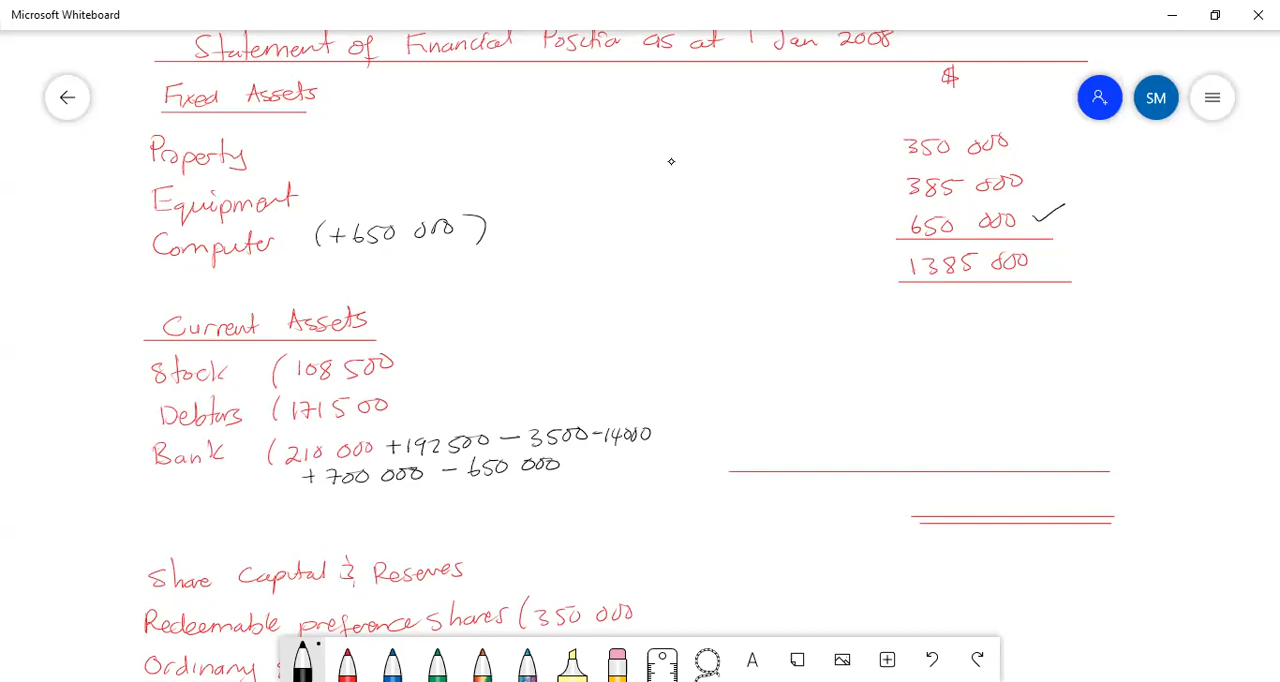 Microsoft Whiteboard
Statement of Financial Position as at 1 Jan 2008
$
Fixed Assets
SM
Property 350 000
Equipment 385 000
Computer (+650 000) 650 000 ✓
1385 000
Current Assets
Stock (108 500
Debtors (171 500
Bank (210 000 +192 500 - 3500 -14000
+ 700 000 - 650 000
Share Capital & Reserves
Redeemable preference shares (350 000
Ordinary
A